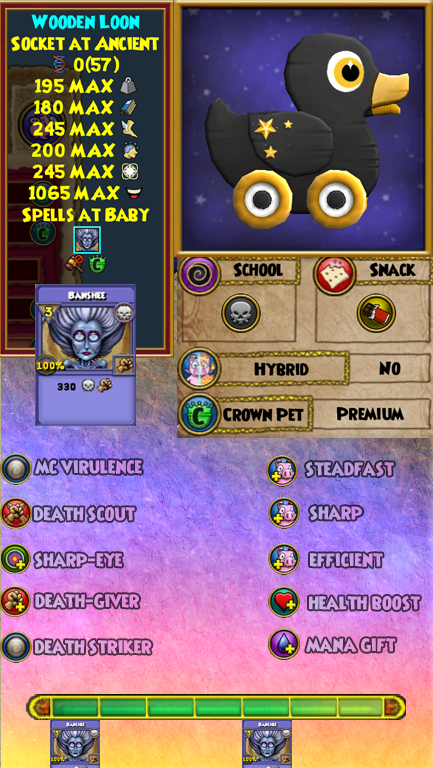 WOODEN LOON
SOCKET AT ANCIENT
0(57)
195 MAX
180 MAX
245 MAX
200 MAX
245 MAX
1065 MAX
SPELLS AT BABY
BANSHEE
3
100%
330
SCHOOL
SNACK
HYBRID
NO
CROWN PET
PREMIUM
MC VIRULENCE
STEADFAST
DEATH SCOUT
SHARP
SHARP-EYE
EFFICIENT
DEATH-GIVER
HEALTH BOOST
DEATH STRIKER
MANA GIFT
BANSHEE
BANSHEE